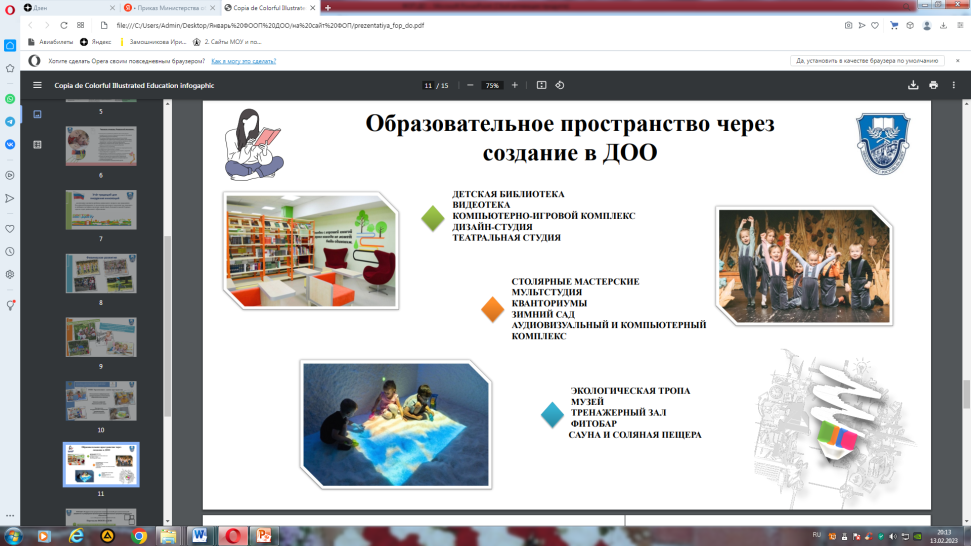 Дзен
Приказ Министерства о
Copia de Colorful Illustrated
file:///C:/Users/Admin/Desktop/Январь%20ФООП%20ДОО/на%20сайт%20ФОП/prezentatiya_fop_do.pdf
Авиабилеты
Яндекс
Замошникова Ири...
2. Сайты МОУ и по...
Хотите сделать Opera своим повседневным браузером?
Как я могу это сделать?
Да, установить в качестве браузера по умолчанию
Copia de Colorful Illustrated Education infogaphic
11 / 15
75%
5
6
7
8
9
10
11
Образовательное пространство через
создание в ДОО
ДЕТСКАЯ БИБЛИОТЕКА
ВИДЕОТЕКА
КОМПЬЮТЕРНО-ИГРОВОЙ КОМПЛЕКС
ДИЗАЙН-СТУДИЯ
ТЕАТРАЛЬНАЯ СТУДИЯ
СТОЛЯРНЫЕ МАСТЕРСКИЕ
МУЛЬТСТУДИЯ
КВАНТОРИУМЫ
ЗИМНИЙ САД
АУДИОВИЗУАЛЬНЫЙ И КОМПЬЮТЕРНЫЙ
КОМПЛЕКС
ЭКОЛОГИЧЕСКАЯ ТРОПА
МУЗЕЙ
ТРЕНАЖЕРНЫЙ ЗАЛ
ФИТОБАР
САУНА И СОЛЯНАЯ ПЕЩЕРА
RU
20:13
13.02.2023